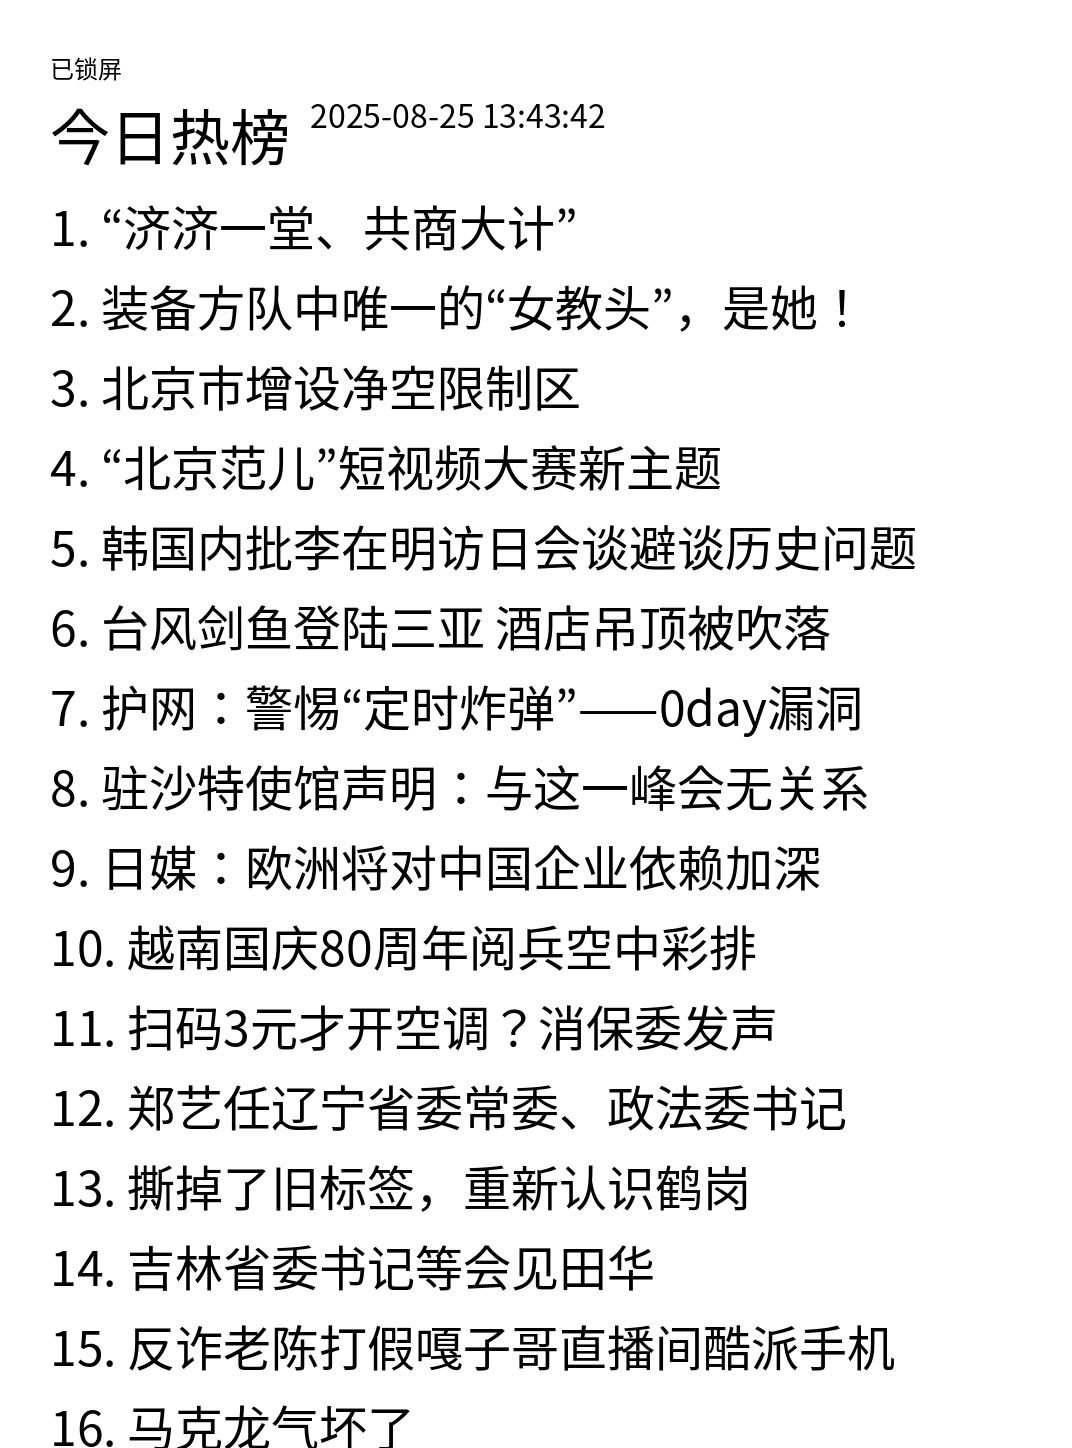 已锁屏
今日热榜 2025-08-25 13:43:42
1. “济济一堂、共商大计”
2. 装备方队中唯一的“女教头”，是她！
3. 北京市增设净空限制区
4. “北京范儿”短视频大赛新主题
5. 韩国内批李在明访日会谈避谈历史问题
6. 台风剑鱼登陆三亚 酒店吊顶被吹落
7. 护网：警惕“定时炸弹”——0day漏洞
8. 驻沙特使馆声明：与这一峰会无关系
9. 日媒：欧洲将对中国企业依赖加深
10. 越南国庆80周年阅兵空中彩排
11. 扫码3元才开空调？消保委发声
12. 郑艺任辽宁省委常委、政法委书记
13. 撕掉了旧标签，重新认识鹤岗
14. 吉林省委书记等会见田华
15. 反诈老陈打假嘎子哥直播间酷派手机
16. 马克龙气坏了